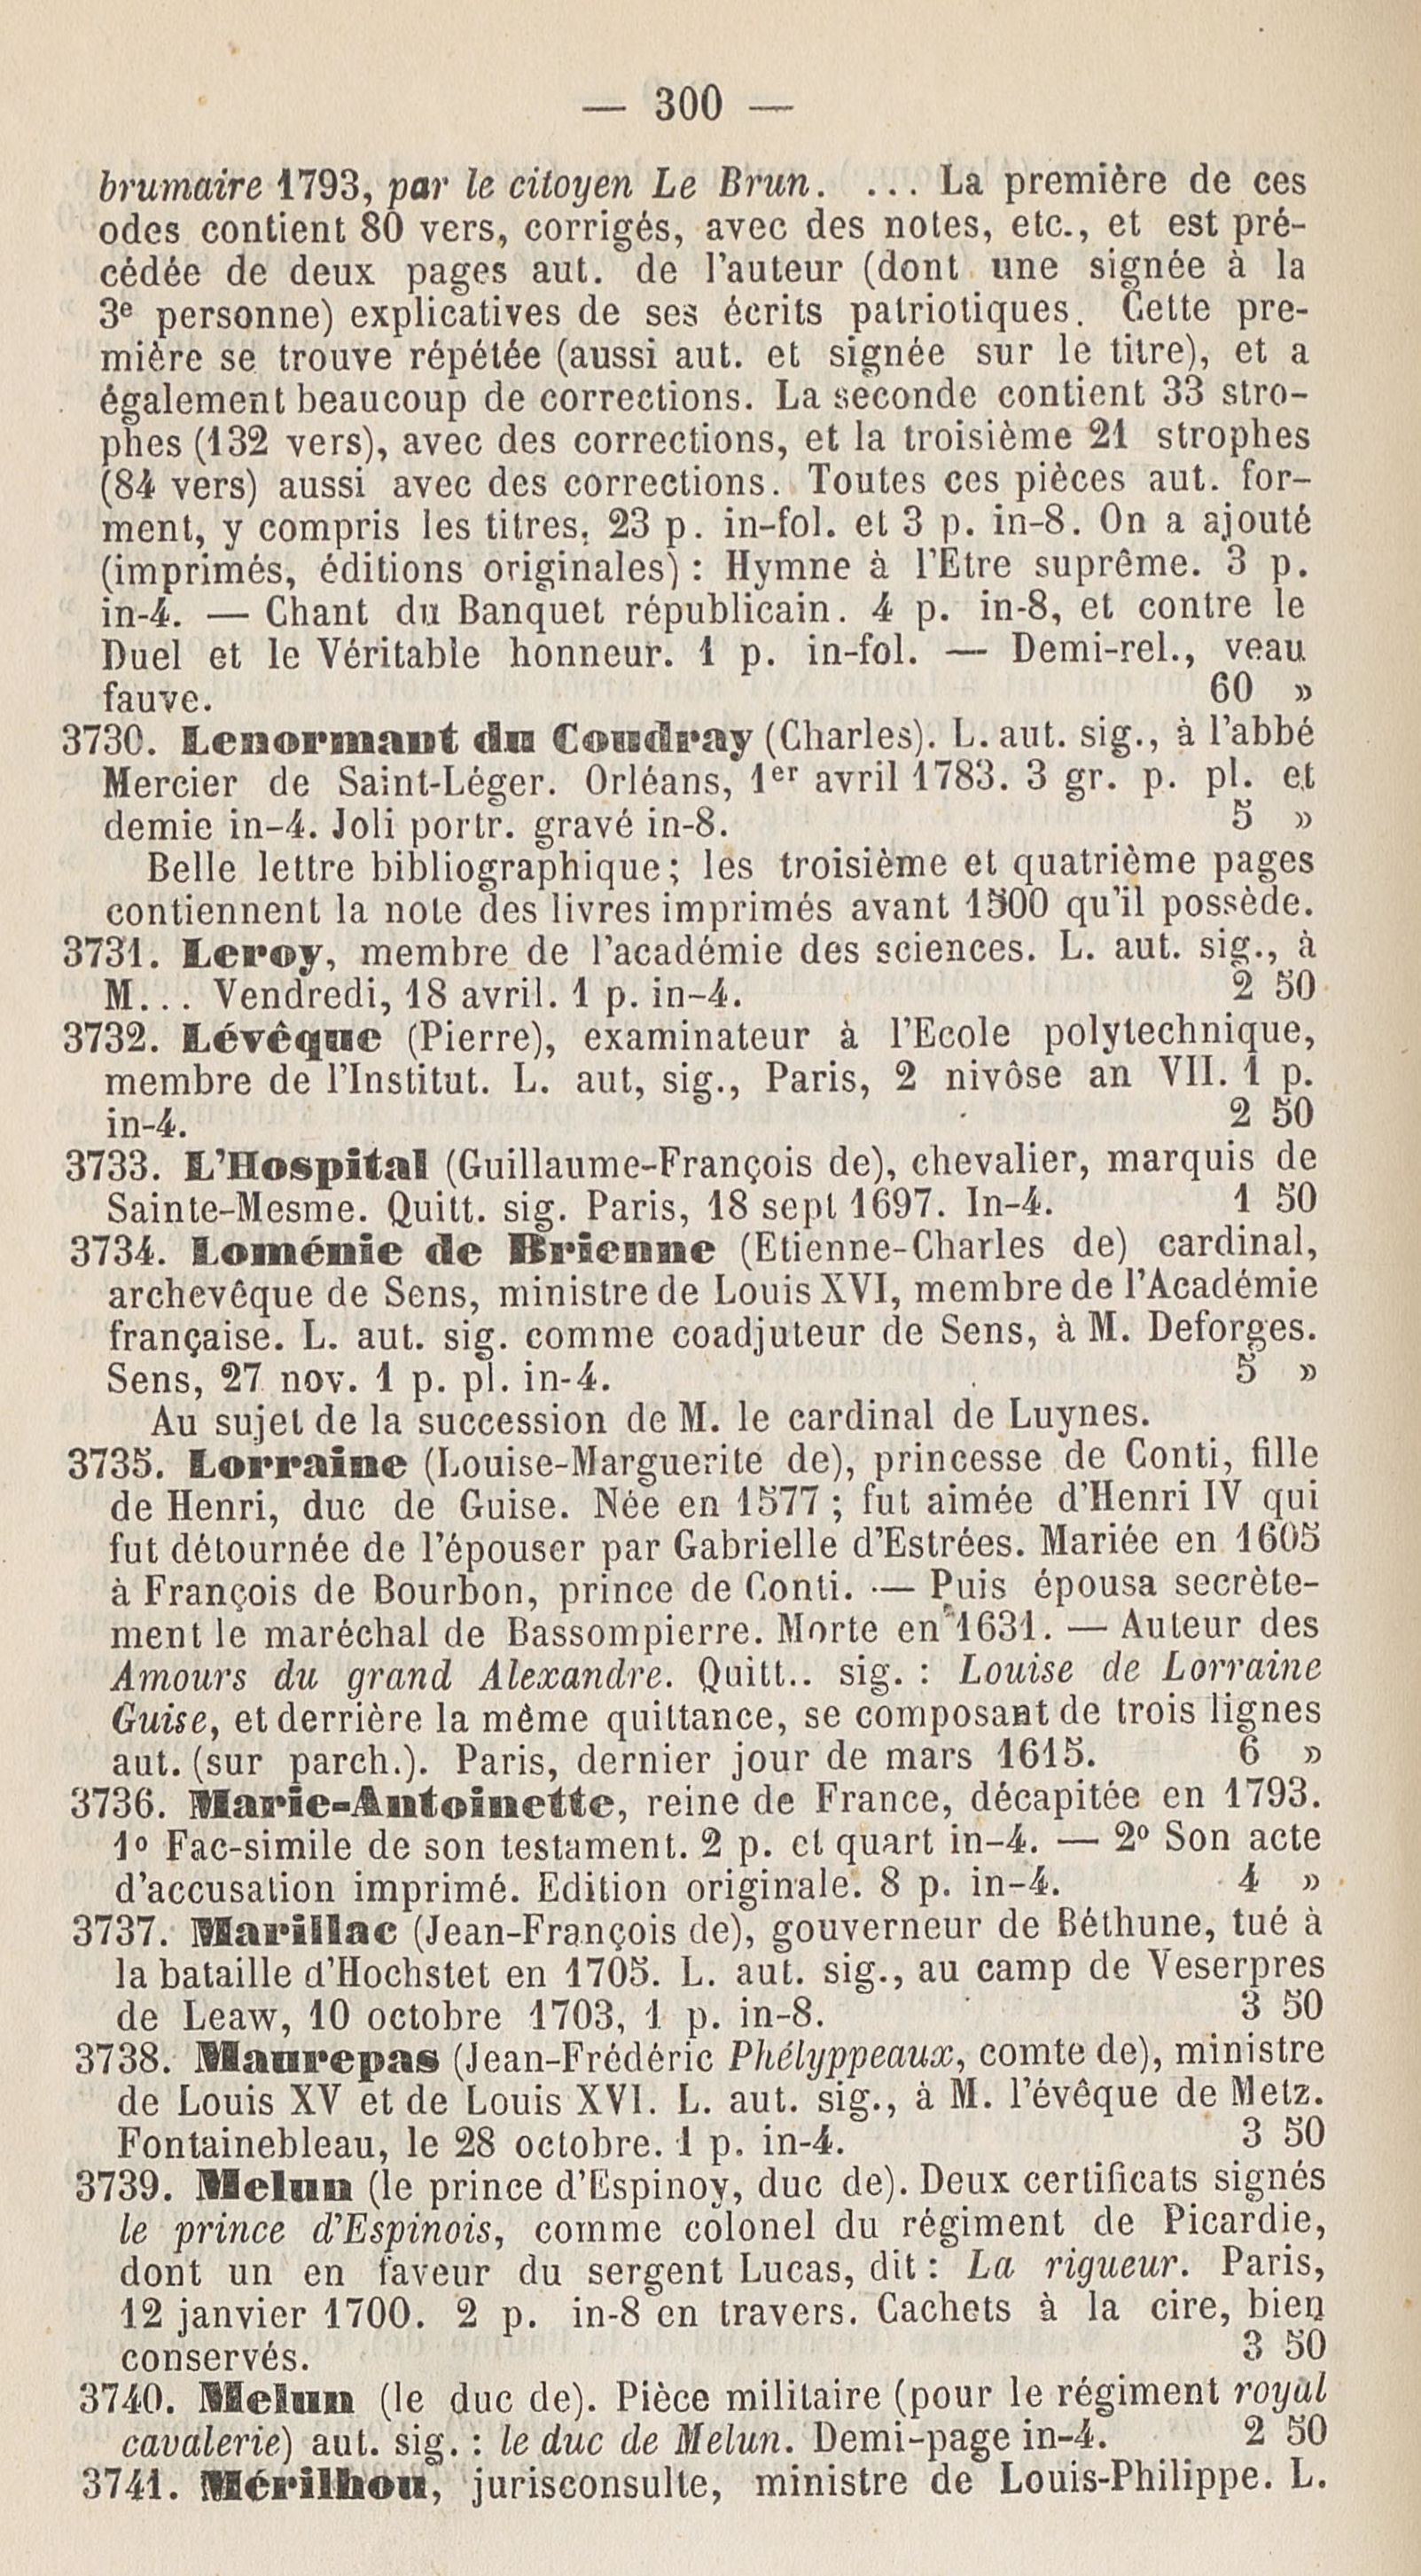 — 300 —
brumaire 1793, par le citoyen Le Brun. ... La première de ces
odes contient 80 vers, corrigés, avec des notes, etc., et est pré-
cédée de deux pages aut. de l'auteur (dont une signée à la
3e personne) explicatives de ses écrits patriotiques. Cette pre-
mière se trouve répétée (aussi aut. et signée sur le titre), et a
également beaucoup de corrections. La seconde contient 33 stro-
phes (132 vers), avec des corrections, et la troisième 21 strophes
(84 vers) aussi avec des corrections. Toutes ces pièces aut. for-
ment, y compris les titres, 23 p. in-fol. et 3 p. in-8. On a ajouté
(imprimés, éditions originales) : Hymne à l'Etre suprême. 3 p.
in-4. — Chant du Banquet républicain. 4 p. in-8, et contre le
Duel et le Véritable honneur. 1 p. in-fol. — Demi-rel., veau
fauve. 60 »
3730. Lenormant du Coudray (Charles). L. aut. sig., à l'abbé
Mercier de Saint-Léger. Orléans, 1er avril 1783. 3 gr. p. pl. et
demie in-4. Joli portr. gravé in-8. 5 »
Belle lettre bibliographique; les troisième et quatrième pages
contiennent la note des livres imprimés avant 1500 qu'il possède.
3731. Leroy, membre de l'académie des sciences. L. aut. sig., à
M... Vendredi, 18 avril. 1 p. in-4. 2 50
3732. Lévêque (Pierre), examinateur à l'Ecole polytechnique,
membre de l'Institut. L. aut, sig., Paris, 2 nivôse an VII. 1 p.
in-4. 2 50
3733. L'Hospital (Guillaume-François de), chevalier, marquis de
Sainte-Mesme. Quitt. sig. Paris, 18 sept 1697. In-4. 1 50
3734. Loménie de Brienne (Etienne-Charles de) cardinal,
archevêque de Sens, ministre de Louis XVI, membre de l'Académie
française. L. aut. sig. comme coadjuteur de Sens, à M. Deforges.
Sens, 27 nov. 1 p. pl. in-4. 5 »
Au sujet de la succession de M. le cardinal de Luynes.
3735. Lorraine (Louise-Marguerite de), princesse de Conti, fille
de Henri, duc de Guise. Née en 1577 ; fut aimée d'Henri IV qui
fut détournée de l'épouser par Gabrielle d'Estrées. Mariée en 1605
à François de Bourbon, prince de Conti. — Puis épousa secrète-
ment le maréchal de Bassompierre. Morte en 1631. — Auteur des
Amours du grand Alexandre. Quitt.. sig. : Louise de Lorraine
Guise, et derrière la même quittance, se composant de trois lignes
aut. (sur parch.). Paris, dernier jour de mars 1615. 6 »
3736. Marie-Antoinette, reine de France, décapitée en 1793.
1º Fac-simile de son testament. 2 p. et quart in-4. — 2º Son acte
d'accusation imprimé. Edition originale. 8 p. in-4. 4 »
3737. Marillac (Jean-François de), gouverneur de Béthune, tué à
la bataille d'Hochstet en 1705. L. aut. sig., au camp de Veserpres
de Leaw, 10 octobre 1703, 1 p. in-8. 3 50
3738. Maurepas (Jean-Frédéric Phélyppeaux, comte de), ministre
de Louis XV et de Louis XVI. L. aut. sig., à M. l'évêque de Metz.
Fontainebleau, le 28 octobre. 1 p. in-4. 3 50
3739. Melun (le prince d'Espinoy, duc de). Deux certificats signés
le prince d'Espinois, comme colonel du régiment de Picardie,
dont un en faveur du sergent Lucas, dit : La rigueur. Paris,
12 janvier 1700. 2 p. in-8 en travers. Cachets à la cire, bien
conservés. 3 50
3740. Melun (le duc de). Pièce militaire (pour le régiment royal
cavalerie) aut. sig. : le duc de Melun. Demi-page in-4. 2 50
3741. Mérilhou, jurisconsulte, ministre de Louis-Philippe. L.